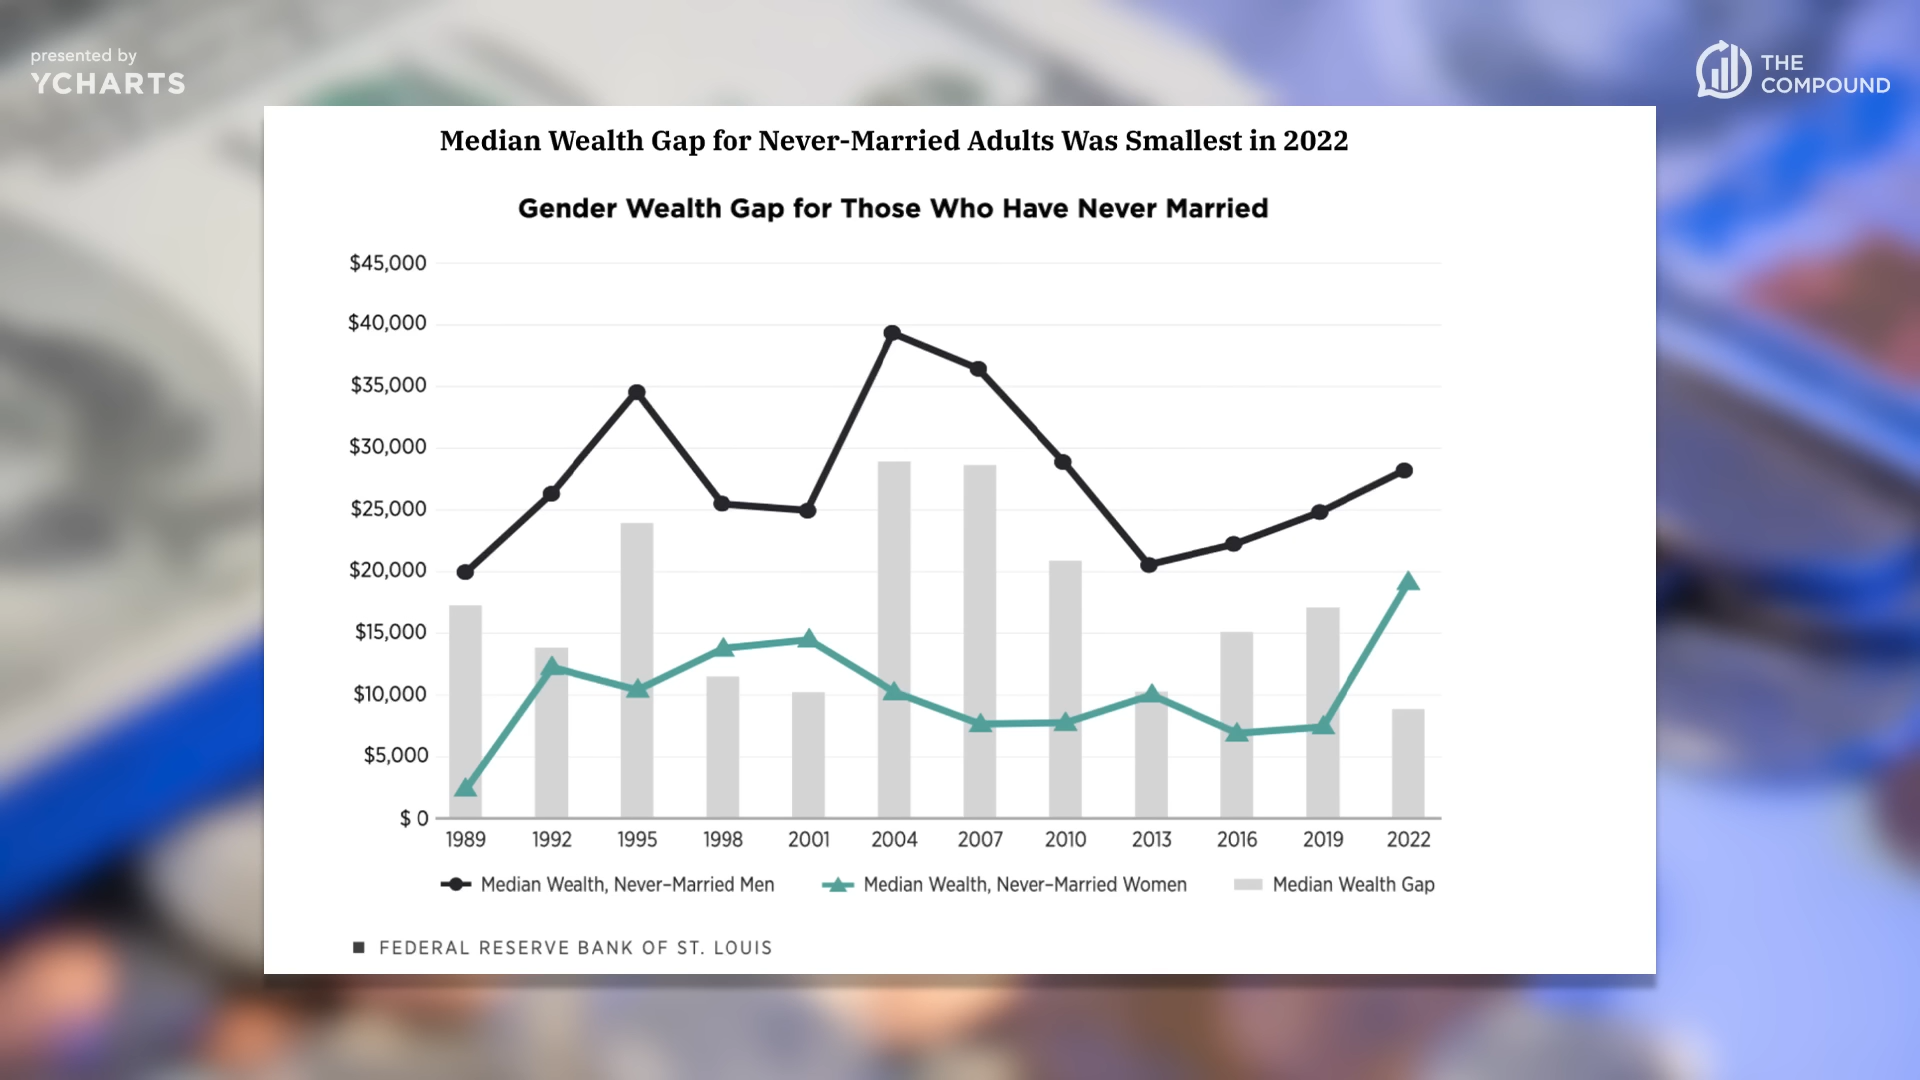 presented by
YCHARTS
THE
COMPOUND
Median Wealth Gap for Never-Married Adults Was Smallest in 2022
Gender Wealth Gap for Those Who Have Never Married
$45,000
$40,000
$35,000
$30,000
$25,000
$20,000
$15,000
$10,000
$5,000
$ 0
1989 1992 1995 1998 2001 2004 2007 2010 2013 2016 2019 2022
Median Wealth, Never-Married Men Median Wealth, Never-Married Women Median Wealth Gap
FEDERAL RESERVE BANK OF ST. LOUIS